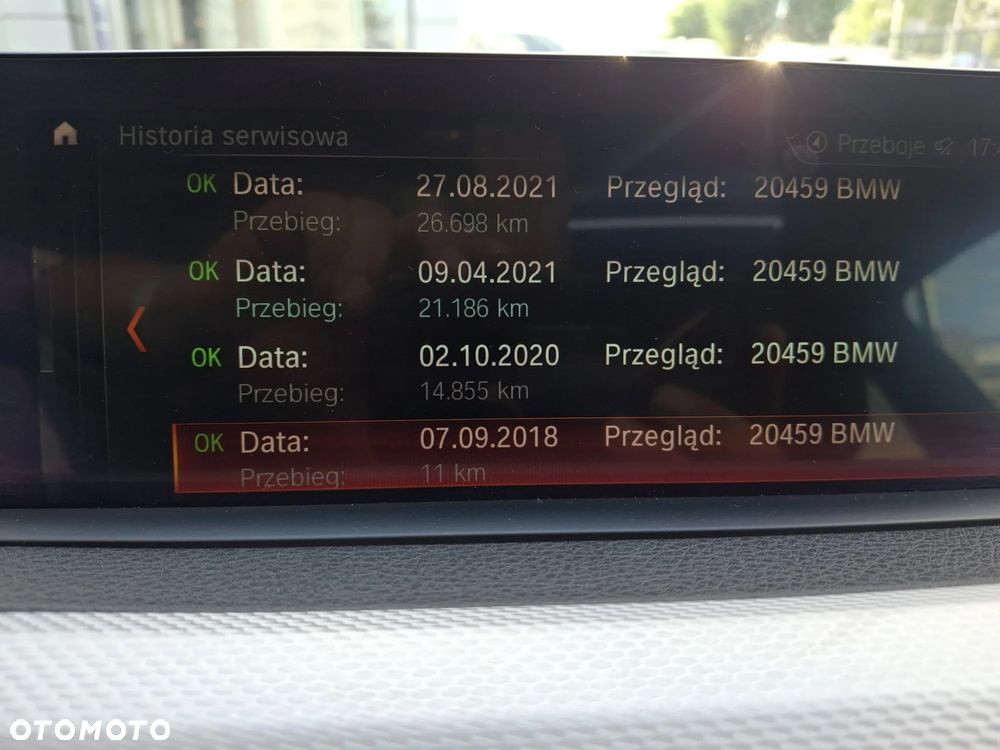 Historia serwisowa
Przeboje 17:
OK Data: 27.08.2021 Przegląd: 20459 BMW
Przebieg: 26.698 km
OK Data: 09.04.2021 Przegląd: 20459 BMW
Przebieg: 21.186 km
OK Data: 02.10.2020 Przegląd: 20459 BMW
Przebieg: 14.855 km
OK Data: 07.09.2018 Przegląd: 20459 BMW
Przebieg: 11 km
OTOMOTO